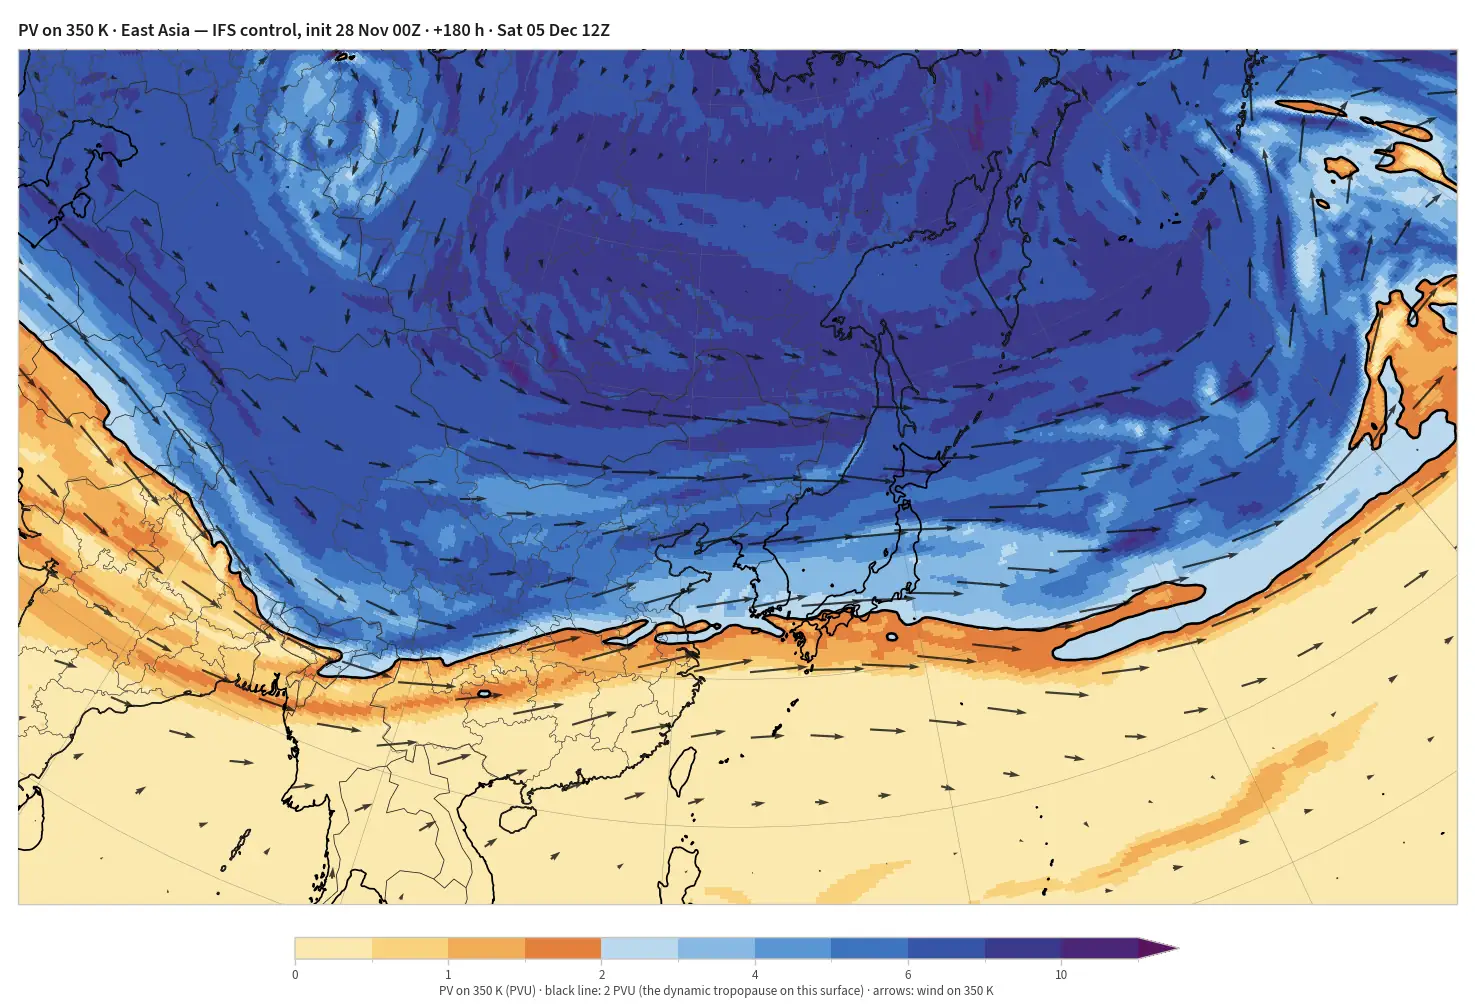 PV on 350 K · East Asia — IFS control, init 28 Nov 00Z · +180 h · Sat 05 Dec 12Z
0 1 2 4 6 10
PV on 350 K (PVU) · black line: 2 PVU (the dynamic tropopause on this surface) · arrows: wind on 350 K